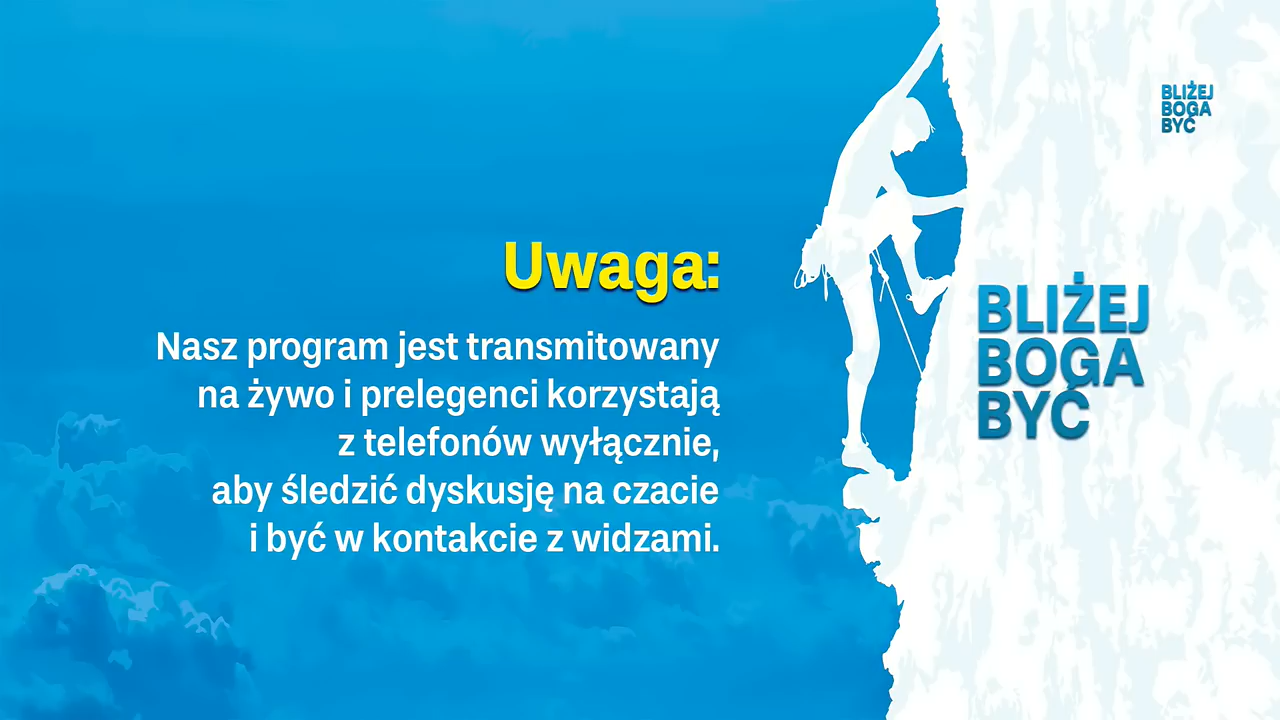 BLIŻEJ
BOGA
BYĆ
Uwaga:
Nasz program jest transmitowany
na żywo i prelegenci korzystają
z telefonów wyłącznie,
aby śledzić dyskusję na czacie
i być w kontakcie z widzami.
BLIŻEJ
BOGA
BYĆ